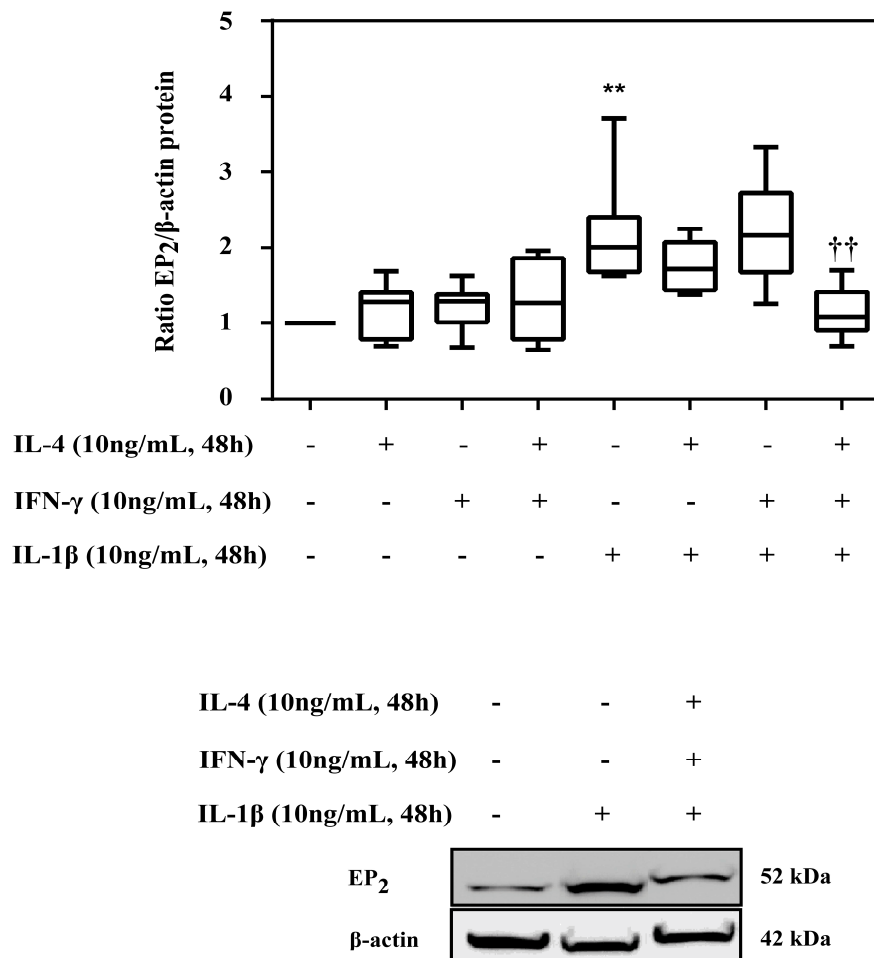 Ratio EP2/β-actin protein
5
4
3
2
1
0
**
††
IL-4 (10ng/mL, 48h) - + - + - + - +
IFN-γ (10ng/mL, 48h) - - + + - - + +
IL-1β (10ng/mL, 48h) - - - - + + + +
IL-4 (10ng/mL, 48h) - - +
IFN-γ (10ng/mL, 48h) - - +
IL-1β (10ng/mL, 48h) - + +
EP2 52 kDa
β-actin 42 kDa